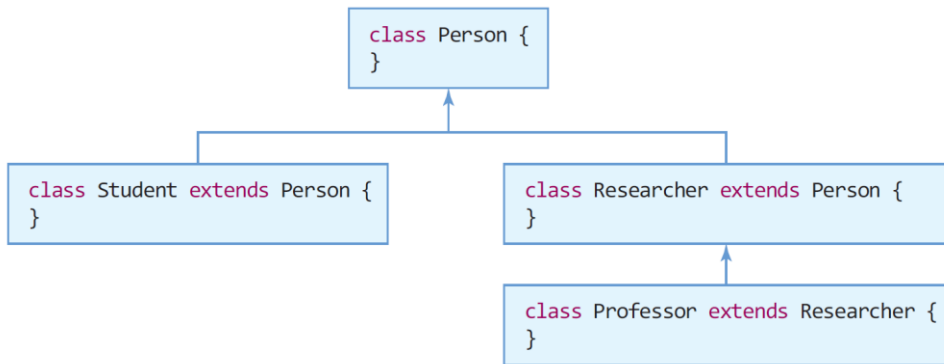 class Person {
}
class Student extends Person {
}
class Researcher extends Person {
}
class Professor extends Researcher {
}